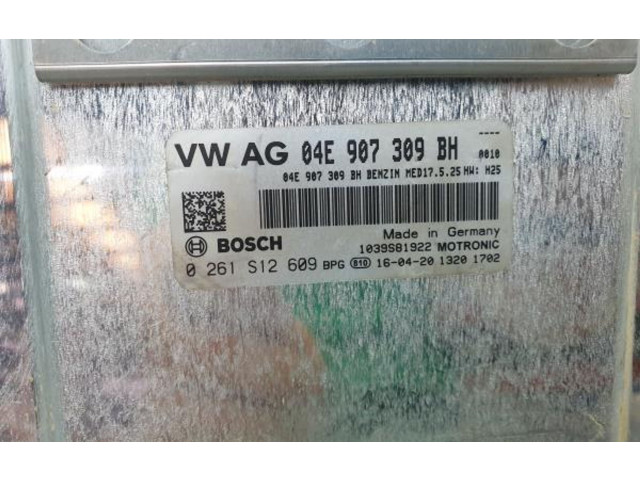 VW AG 04E 907 309 BH ----
0010
04E 907 309 BH BENZIN MED17.5.25 HW: H25
BOSCH
Made in Germany
1039S81922 MOTRONIC
0 261 S12 609 BPG 810 16-04-20 1320 1702